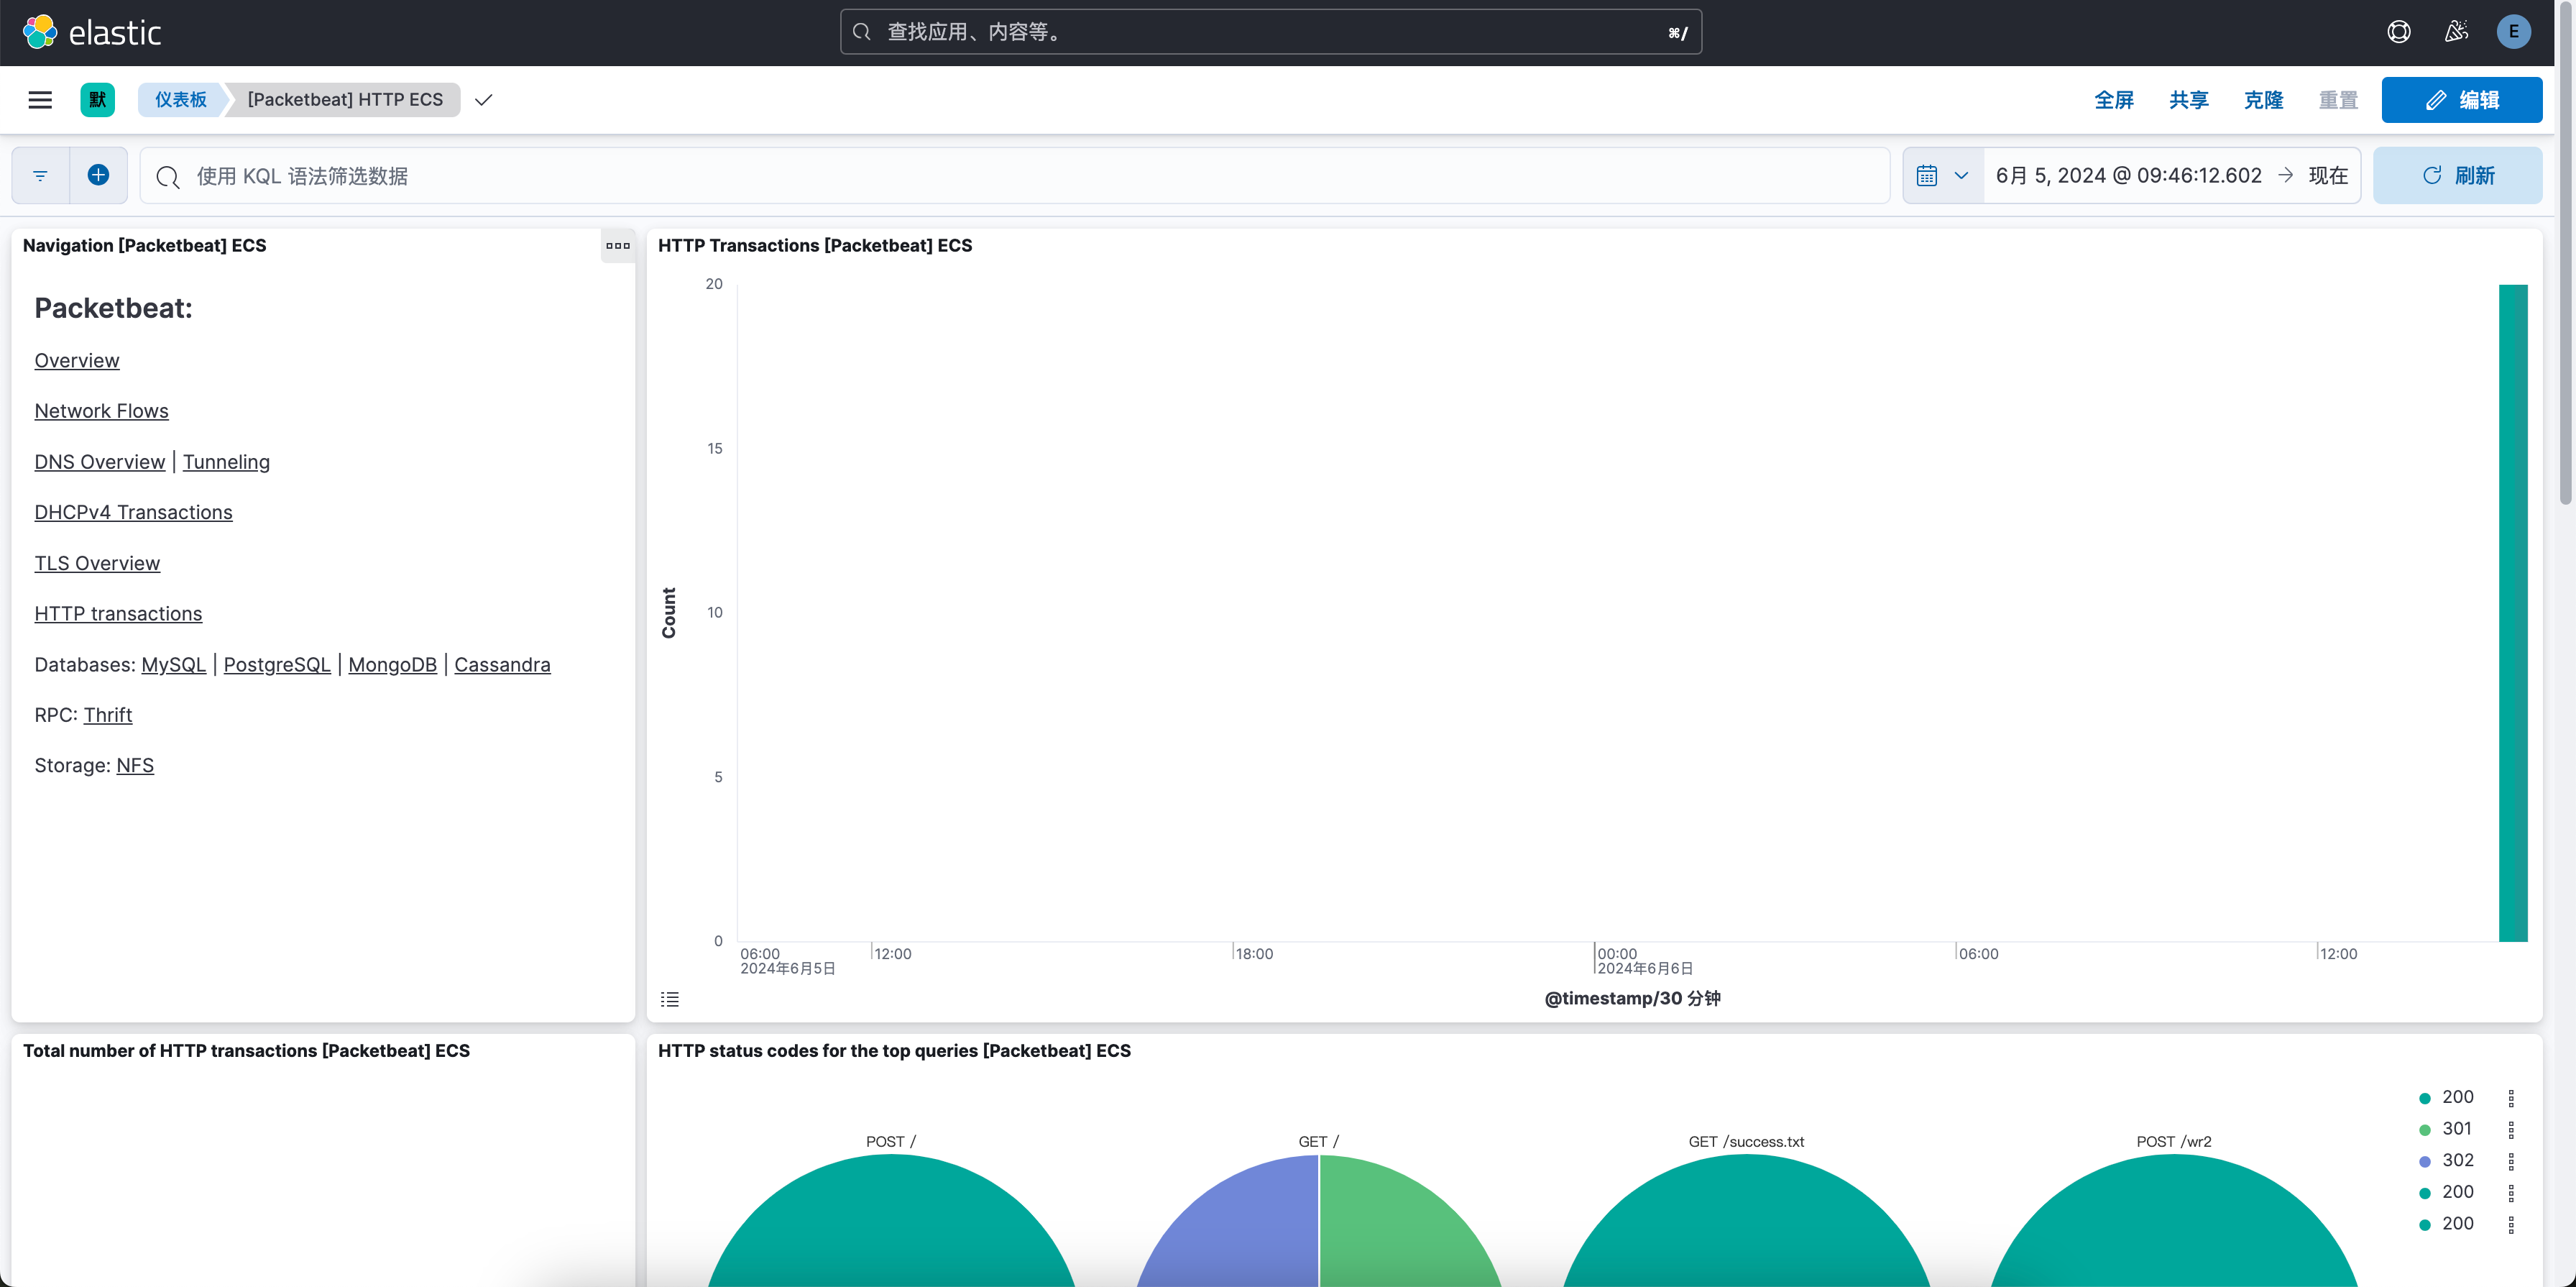 elastic
查找应用、内容等。
⌘/
E
默
仪表板
[Packetbeat] HTTP ECS
全屏
共享
克隆
重置
编辑
使用 KQL 语法筛选数据
6月 5, 2024 @ 09:46:12.602 → 现在
刷新
Navigation [Packetbeat] ECS
Packetbeat:
Overview
Network Flows
DNS Overview | Tunneling
DHCPv4 Transactions
TLS Overview
HTTP transactions
Databases: MySQL | PostgreSQL | MongoDB | Cassandra
RPC: Thrift
Storage: NFS
HTTP Transactions [Packetbeat] ECS
Count
20
15
10
5
0
06:00 12:00 18:00 00:00 06:00 12:00
2024年6月5日 2024年6月6日
@timestamp/30 分钟
Total number of HTTP transactions [Packetbeat] ECS
HTTP status codes for the top queries [Packetbeat] ECS
POST /
GET /
GET /success.txt
POST /wr2
200
301
302
200
200